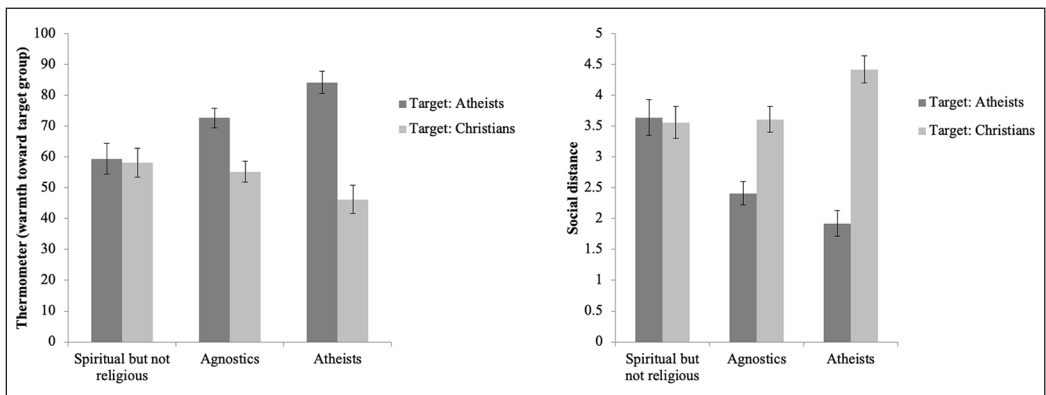 Thermometer (warmth toward target group)
100
90
80
70
60
50
40
30
20
10
0
Spiritual but not
religious
Agnostics
Atheists
Target: Atheists
Target: Christians
Social distance
5
4.5
4
3.5
3
2.5
2
1.5
1
0.5
0
Spiritual but
not religious
Agnostics
Atheists
Target: Atheists
Target: Christians